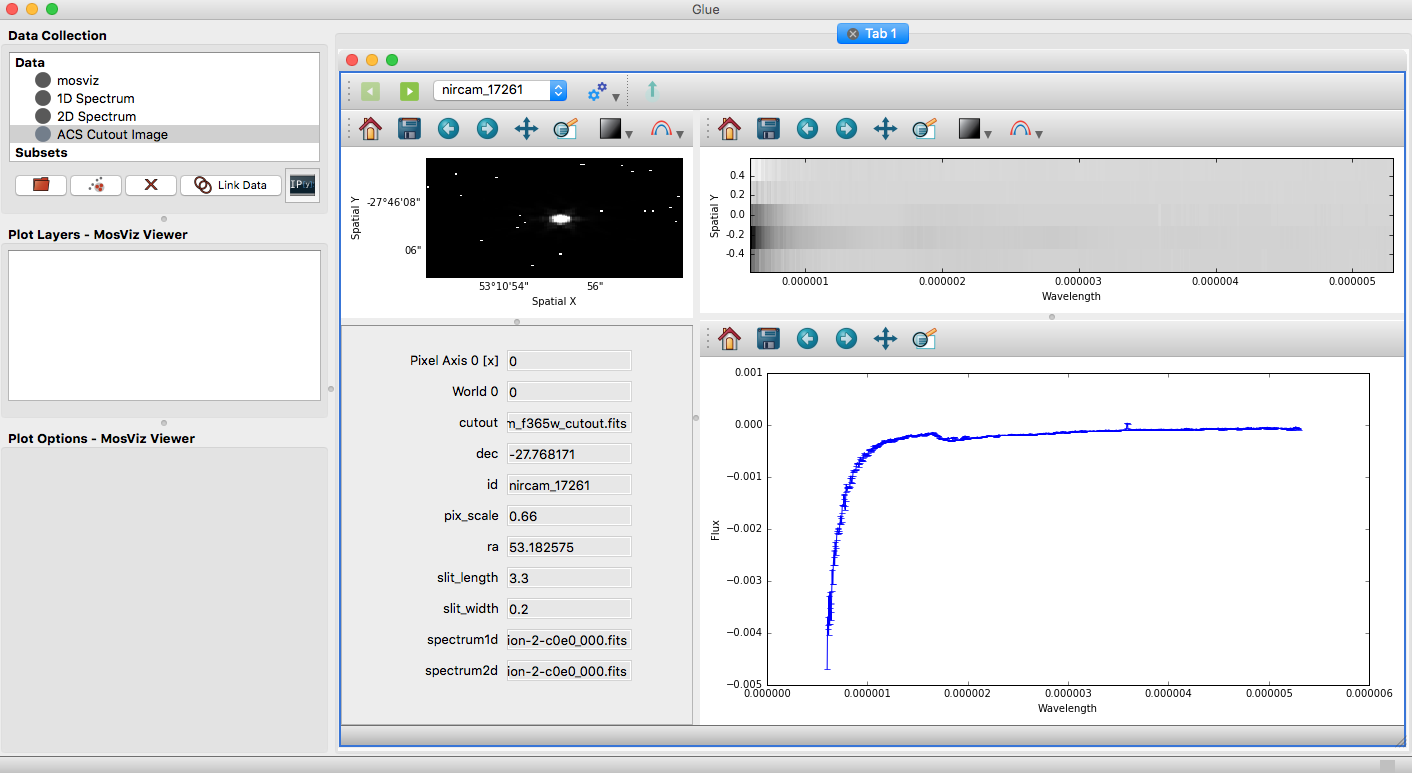 Glue
Data Collection
Data
mosviz
1D Spectrum
2D Spectrum
ACS Cutout Image
Subsets
Link Data
IP(y):
Plot Layers - MosViz Viewer
Plot Options - MosViz Viewer
Tab 1
nircam_17261
Spatial Y
-27°46'08"
06"
53°10'54"
56"
Spatial X
Pixel Axis 0 [x] 0
World 0 0
cutout m_f365w_cutout.fits
dec -27.768171
id nircam_17261
pix_scale 0.66
ra 53.182575
slit_length 3.3
slit_width 0.2
spectrum1d ion-2-c0e0_000.fits
spectrum2d ion-2-c0e0_000.fits
Spatial Y
0.4
0.2
0.0
-0.2
-0.4
0.000001 0.000002 0.000003 0.000004 0.000005
Wavelength
Flux
0.001
0.000
−0.001
−0.002
−0.003
−0.004
−0.005
0.000000 0.000001 0.000002 0.000003 0.000004 0.000005 0.000006
Wavelength